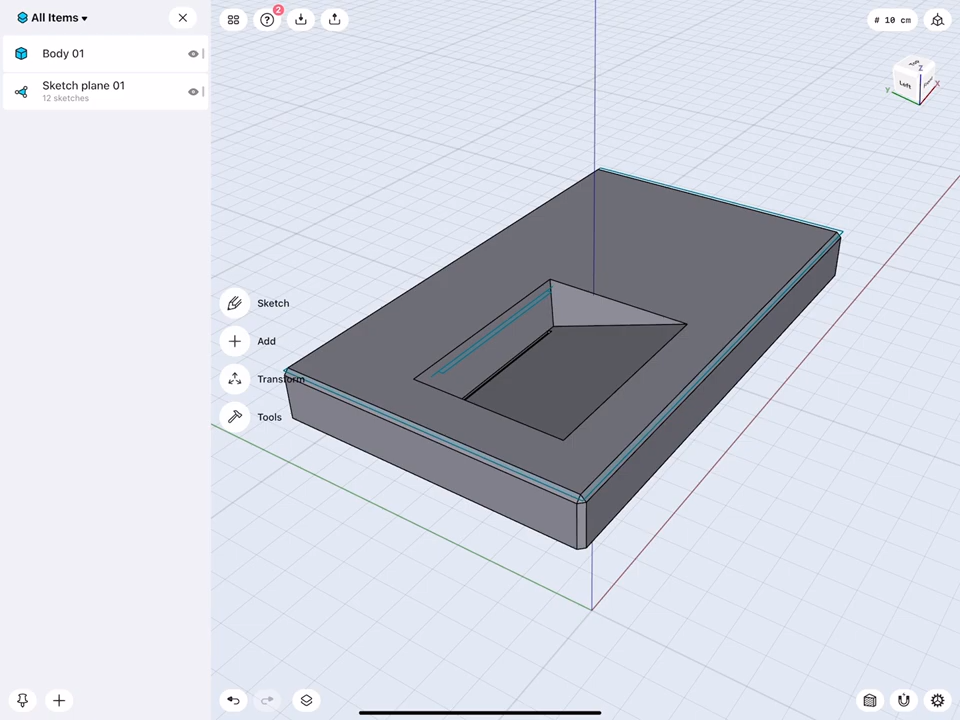 All Items
2
# 10 cm
Body 01
Sketch plane 01
12 sketches
Z
X
Left
y
Sketch
Add
Transform
Tools